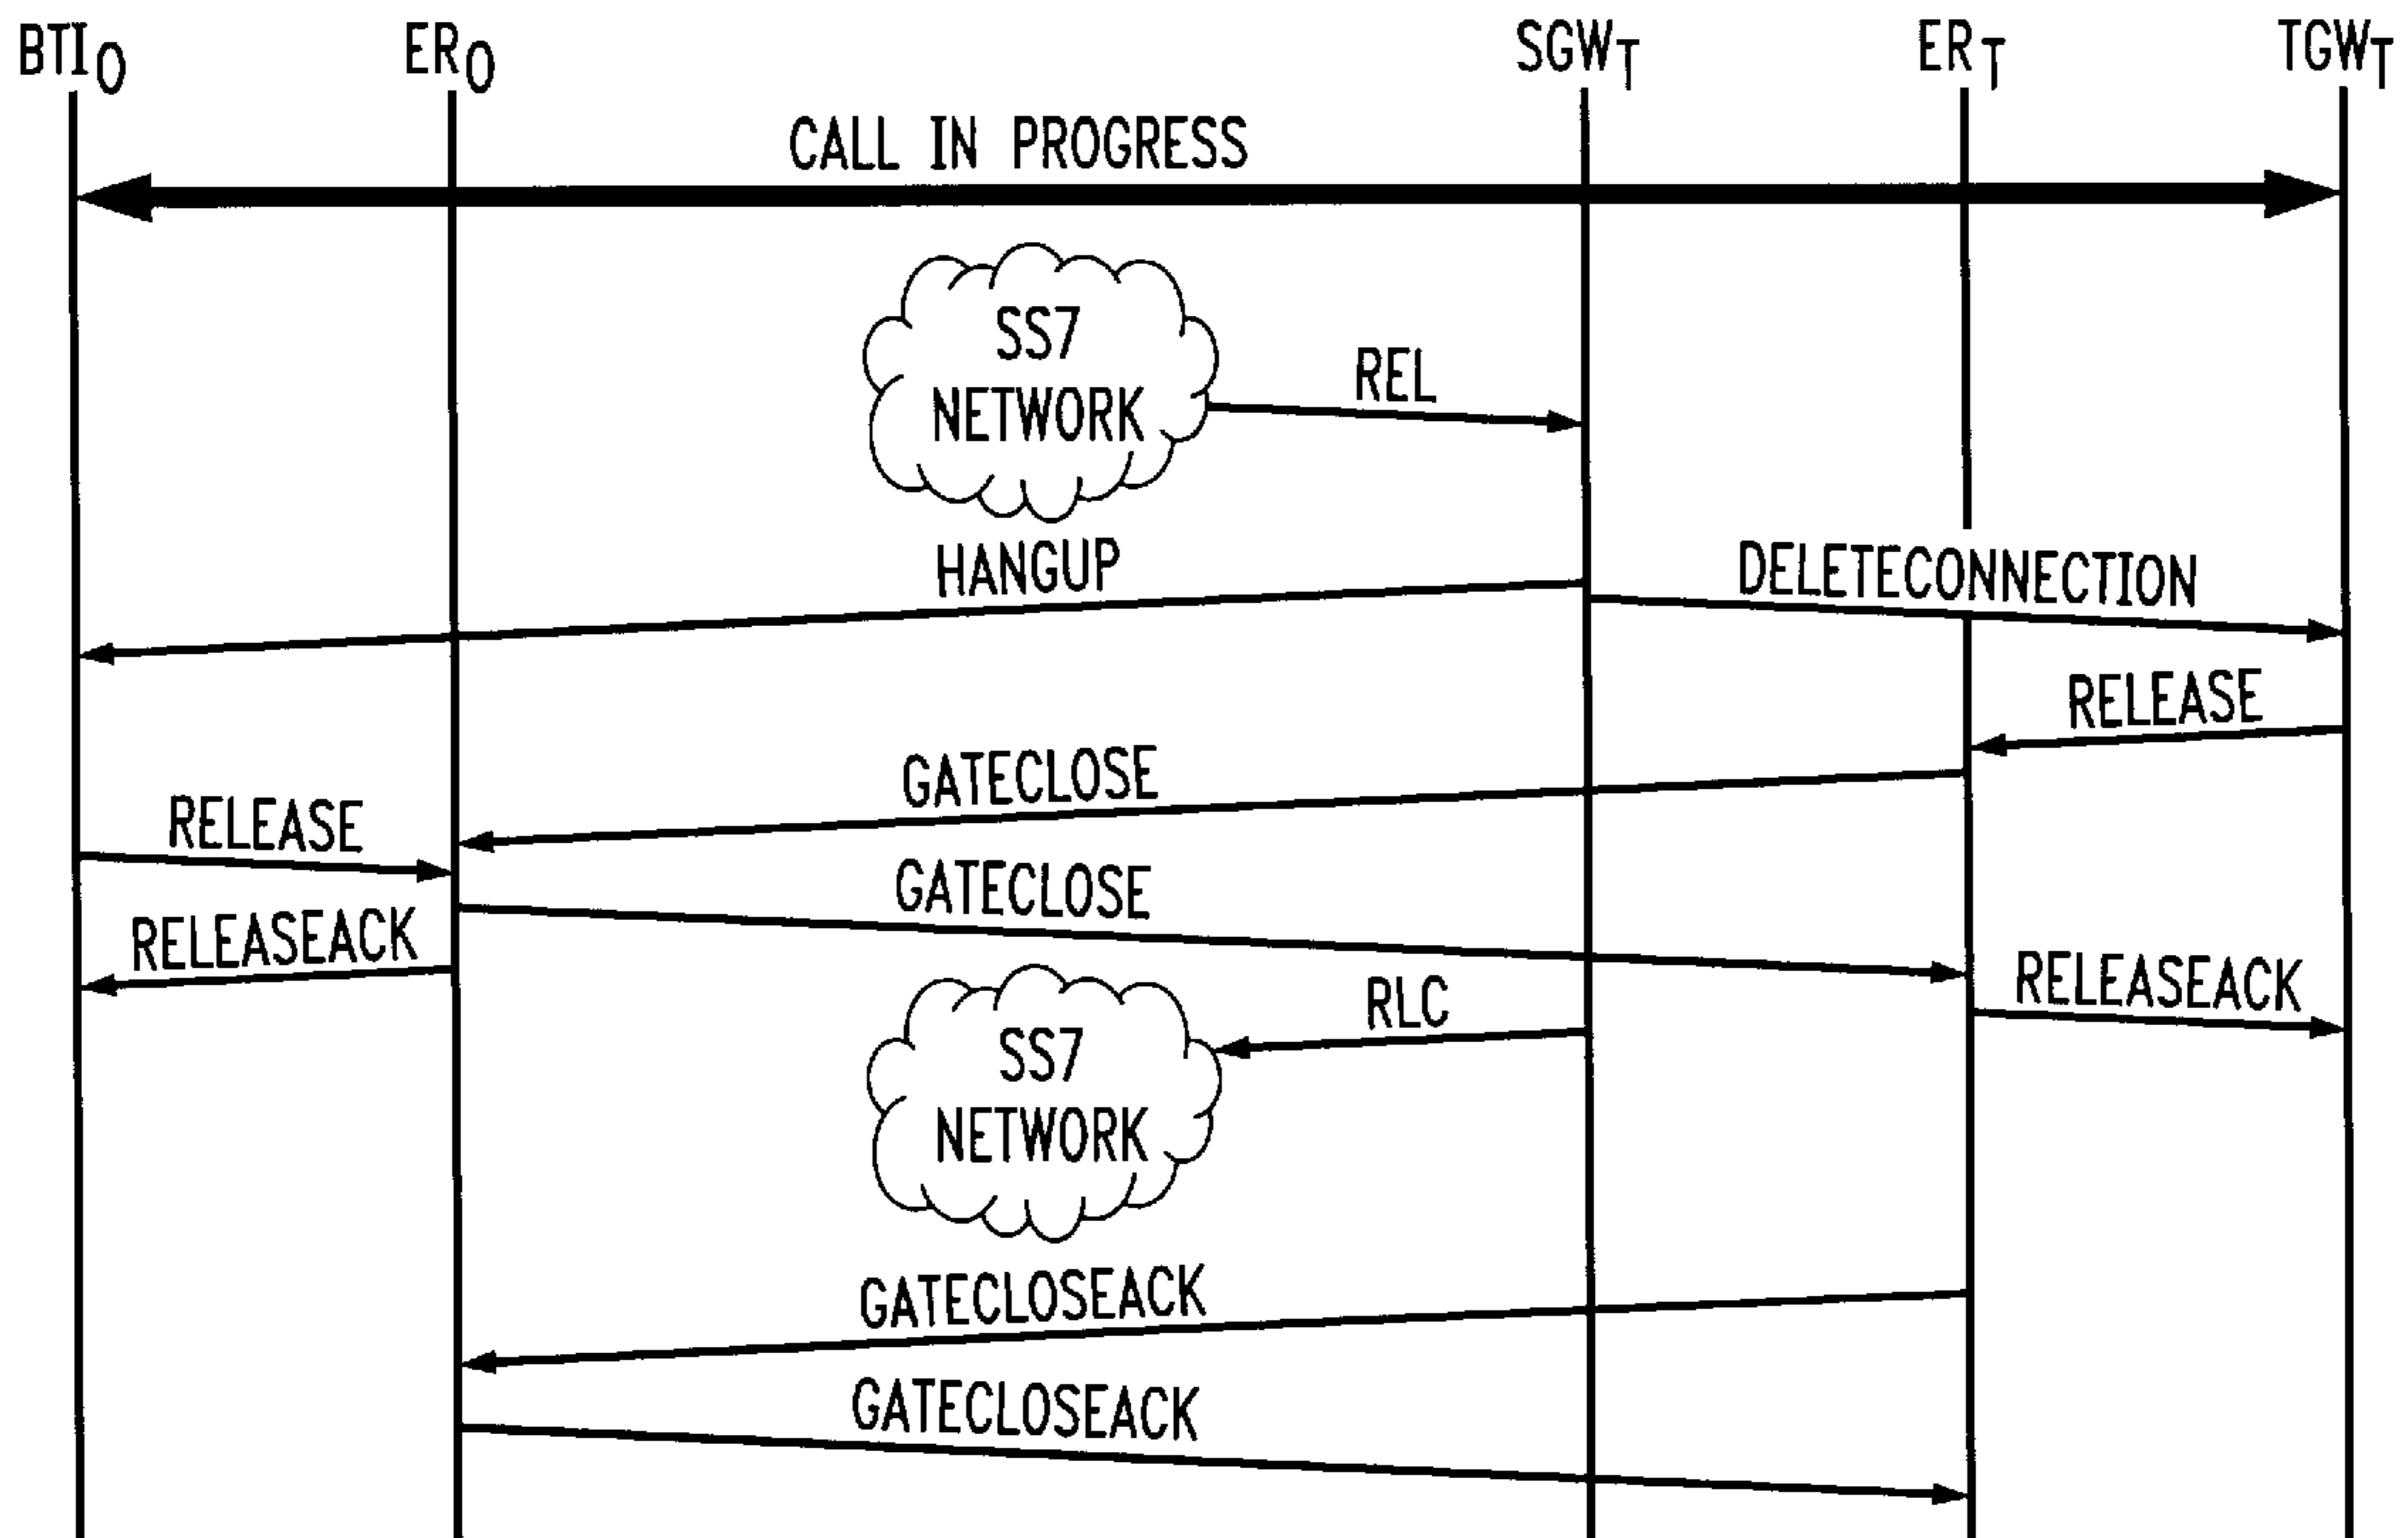 BTIO
ERO
SGWT
ERT
TGWT
CALL IN PROGRESS
SS7
NETWORK
REL
HANGUP
DELETECONNECTION
RELEASE
GATECLOSE
RELEASE
GATECLOSE
RELEASEACK
RELEASEACK
RLC
SS7
NETWORK
GATECLOSEACK
GATECLOSEACK